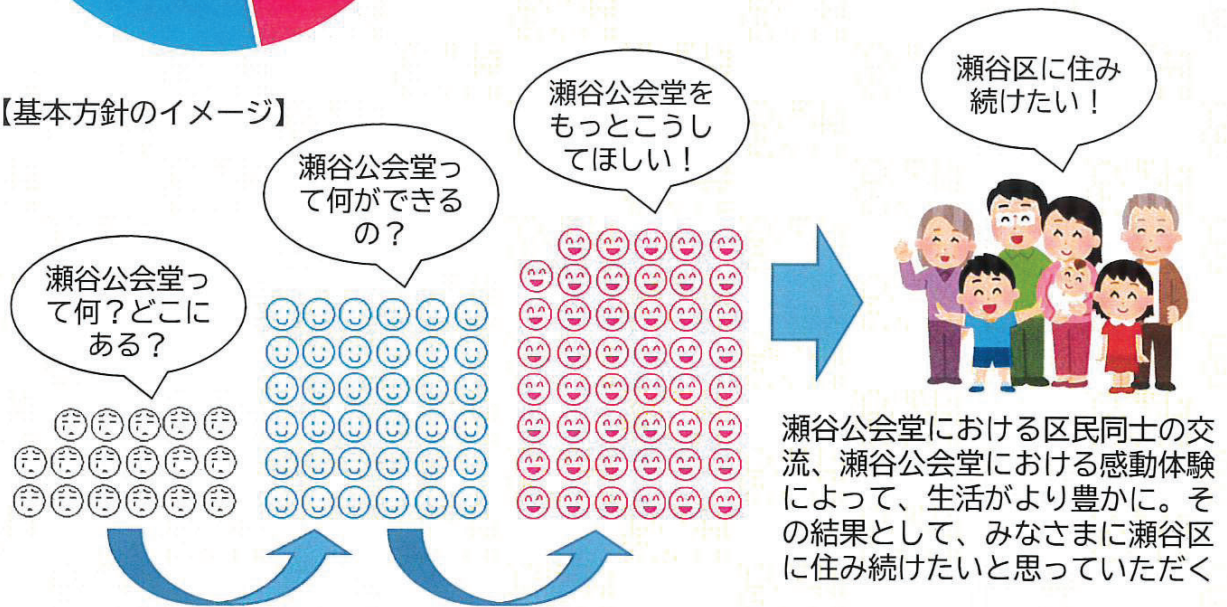 【基本方針のイメージ】
瀬谷公会堂っ
て何?どこに
ある?
瀬谷公会堂っ
て何ができる
の?
瀬谷公会堂を
もっとこうし
てほしい!
瀬谷区に住み
続けたい!
瀬谷公会堂における区民同士の交
流、瀬谷公会堂における感動体験
によって、生活がより豊かに。そ
の結果として、みなさまに瀬谷区
に住み続けたいと思っていただく